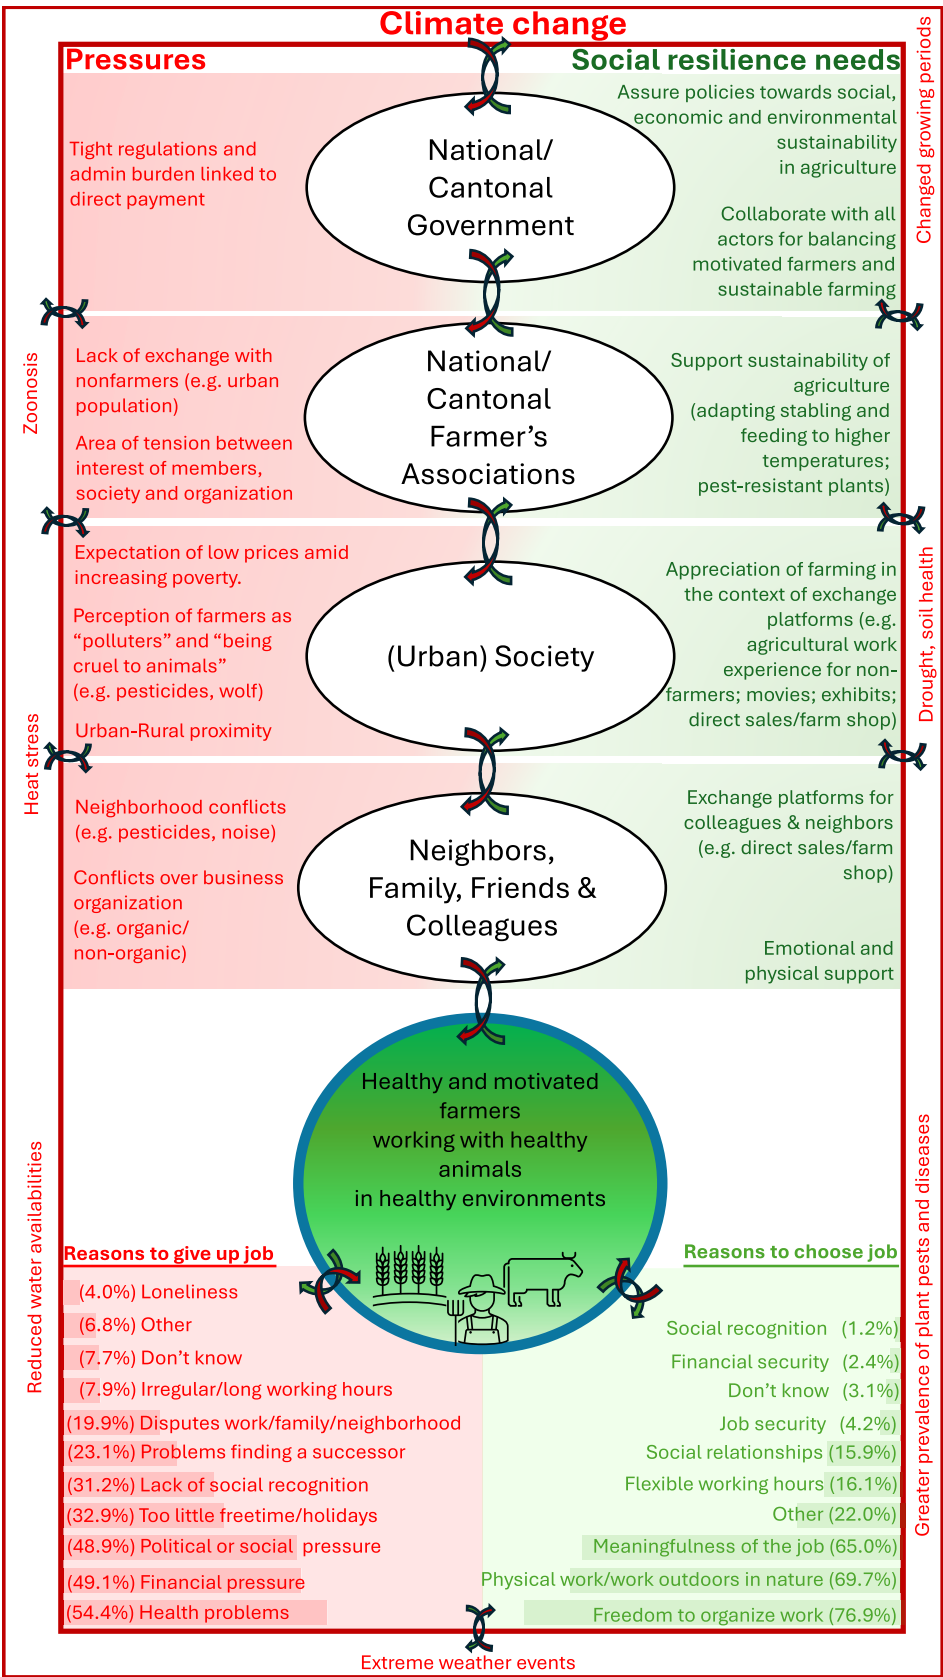 Climate change
Pressures
Social resilience needs
Changed growing periods
Tight regulations and
admin burden linked to
direct payment
National/
Cantonal
Government
Assure policies towards social,
economic and environmental
sustainability
in agriculture
Collaborate with all
actors for balancing
motivated farmers and
sustainable farming
Zoonosis
Lack of exchange with
nonfarmers (e.g. urban
population)
Area of tension between
interest of members,
society and organization
National/
Cantonal
Farmer’s
Associations
Support sustainability of
agriculture
(adapting stabling and
feeding to higher
temperatures;
pest-resistant plants)
Heat stress
Expectation of low prices amid
increasing poverty.
Perception of farmers as
“polluters” and “being
cruel to animals”
(e.g. pesticides, wolf)
Urban-Rural proximity
(Urban) Society
Appreciation of farming in
the context of exchange
platforms (e.g.
agricultural work
experience for non-
farmers; movies; exhibits;
direct sales/farm shop)
Drought, soil health
Neighborhood conflicts
(e.g. pesticides, noise)
Conflicts over business
organization
(e.g. organic/
non-organic)
Neighbors,
Family, Friends &
Colleagues
Exchange platforms for
colleagues & neighbors
(e.g. direct sales/farm
shop)
Emotional and
physical support
Healthy and motivated
farmers
working with healthy
animals
in healthy environments
Reduced water availabilities
Greater prevalence of plant pests and diseases
Reasons to give up job
(4.0%) Loneliness
(6.8%) Other
(7.7%) Don’t know
(7.9%) Irregular/long working hours
(19.9%) Disputes work/family/neighborhood
(23.1%) Problems finding a successor
(31.2%) Lack of social recognition
(32.9%) Too little freetime/holidays
(48.9%) Political or social pressure
(49.1%) Financial pressure
(54.4%) Health problems
Reasons to choose job
Social recognition (1.2%)
Financial security (2.4%)
Don’t know (3.1%)
Job security (4.2%)
Social relationships (15.9%)
Flexible working hours (16.1%)
Other (22.0%)
Meaningfulness of the job (65.0%)
Physical work/work outdoors in nature (69.7%)
Freedom to organize work (76.9%)
Extreme weather events